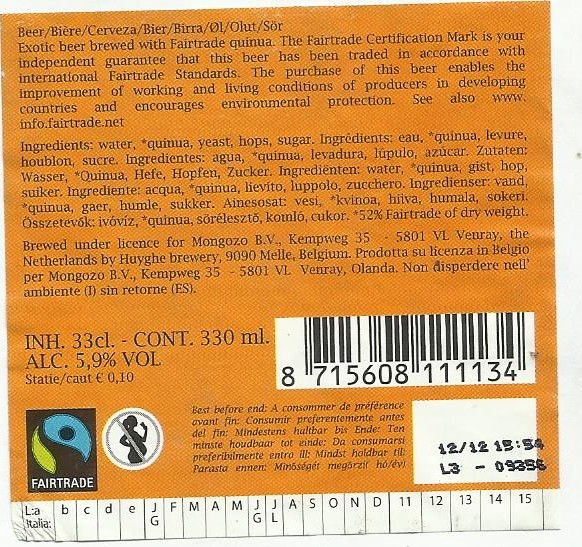 Beer/Bière/Cerveza/Bier/Birra/Øl/Olut/Sör
Exotic beer brewed with Fairtrade quinua. The Fairtrade Certification Mark is your
independent guarantee that this beer has been traded in accordance with
international Fairtrade Standards. The purchase of this beer enables the
improvement of working and living conditions of producers in developing
countries and encourages environmental protection. See also www.
info.fairtrade.net
Ingredients: water, *quinua, yeast, hops, sugar. Ingrédients: eau, *quinua, levure,
houblon, sucre. Ingredientes: agua, *quinua, levadura, lúpulo, azúcar. Zutaten:
Wasser, *Quinua, Hefe, Hopfen, Zucker. Ingrediënten: water, *quinua, gist, hop,
suiker. Ingrediente: acqua, *quinua, lievito, luppolo, zucchero. Ingredienser: vand,
*quinua, gaer, humle, sukker. Ainesosat: vesi, *kvinoa, hiiva, humala, sokeri.
Összetevők: ivóvíz, *quinua, sörélesztő, komló, cukor. *52% Fairtrade of dry weight.
Brewed under licence for Mongozo B.V., Kempweg 35 - 5801 VL Venray, the
Netherlands by Huyghe brewery, 9090 Melle, Belgium. Prodotta su licenza in Belgio
per Mongozo B.V., Kempweg 35 - 5801 VL Venray, Olanda. Non disperdere nell'
ambiente (I) sin retorne (ES).
INH. 33cl. - CONT. 330 ml.
ALC. 5,9% VOL
Statie/caut € 0,10
8 715608 111134
Best before end: A consommer de préférence
avant fin: Consumir preferentemente antes
del fin: Mindestens haltbar bis Ende: Ten
minste houdbaar tot einde: Da consumarsi
preferibilmente entro ill: Mindst holdbar til:
Parasta ennen: Minőségét megőrzi hó/évi
12/12 15:54
L3 - 09356
FAIRTRADE
L:a b c d e J F M A M J J A S O N D 11 12 13 14 15
Italia: G G L